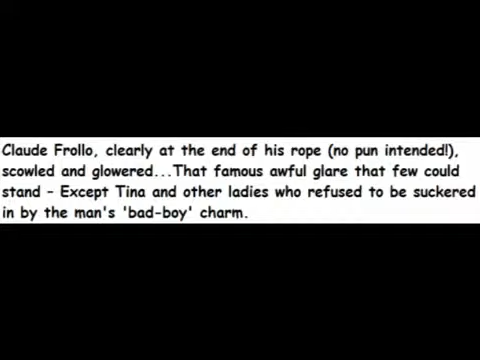 Claude Frollo, clearly at the end of his rope (no pun intended!),
scowled and glowered...That famous awful glare that few could
stand - Except Tina and other ladies who refused to be suckered
in by the man's 'bad-boy' charm.